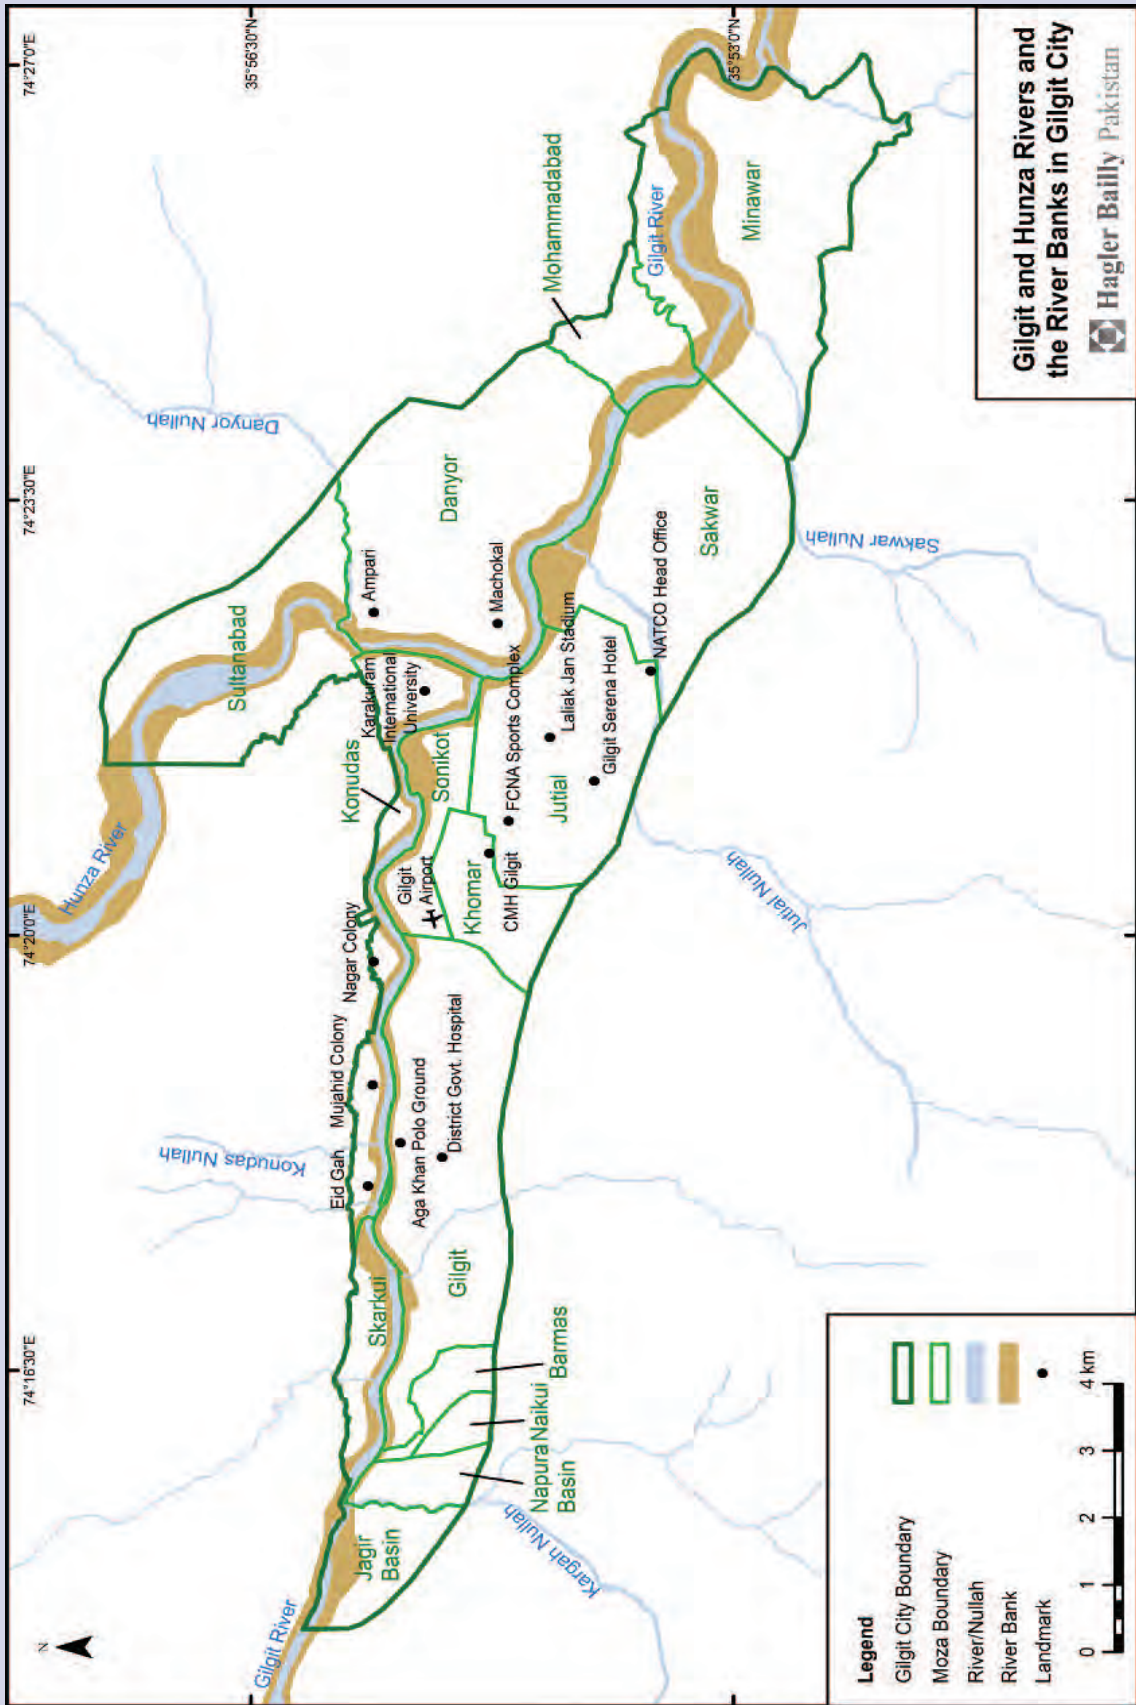 74°16'30"E
74°20'0"E
74°23'30"E
74°27'0"E
35°56'30"N
35°53'0"N
N
Gilgit River
Hunza River
Danyor Nullah
Konudas Nullah
Sultanabad
Konudas
Eid Gah
Mujahid Colony
Nagar Colony
Karakuram
International
University
Ampari
Danyor
Mohammadabad
Skarkui
Jagir
Basin
Napura
Basin
Naikui
Barmas
Gilgit
Aga Khan Polo Ground
District Govt. Hospital
Gilgit
Airport
Sonikot
Khomar
CMH Gilgit
FCNA Sports Complex
Machokal
Jutial
Laliak Jan Stadium
Gilgit Serena Hotel
NATCO Head Office
Sakwar
Gilgit River
Minawar
Kargah Nullah
Jutial Nullah
Sakwar Nullah
Legend
Gilgit City Boundary
Moza Boundary
River/Nullah
River Bank
Landmark
0 1 2 3 4 km
Gilgit and Hunza Rivers and
the River Banks in Gilgit City
Hagler Bailly Pakistan